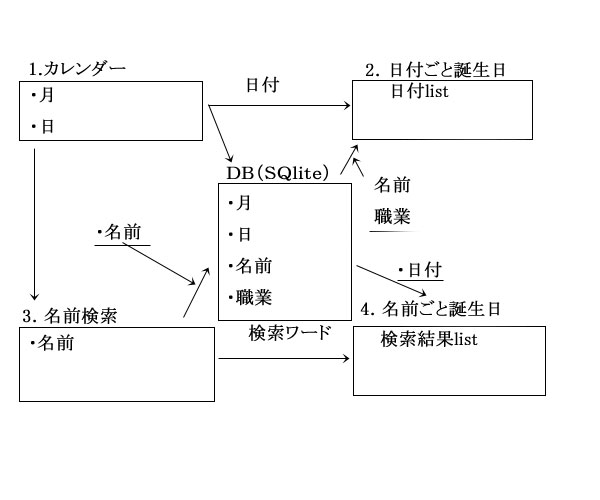 1.カレンダー
・月
・日
日付
2. 日付ごと誕生日
日付list
DB(SQlite)
・月
・日
・名前
・職業
名前
職業
・名前
・日付
3. 名前検索
・名前
検索ワード
4. 名前ごと誕生日
検索結果list